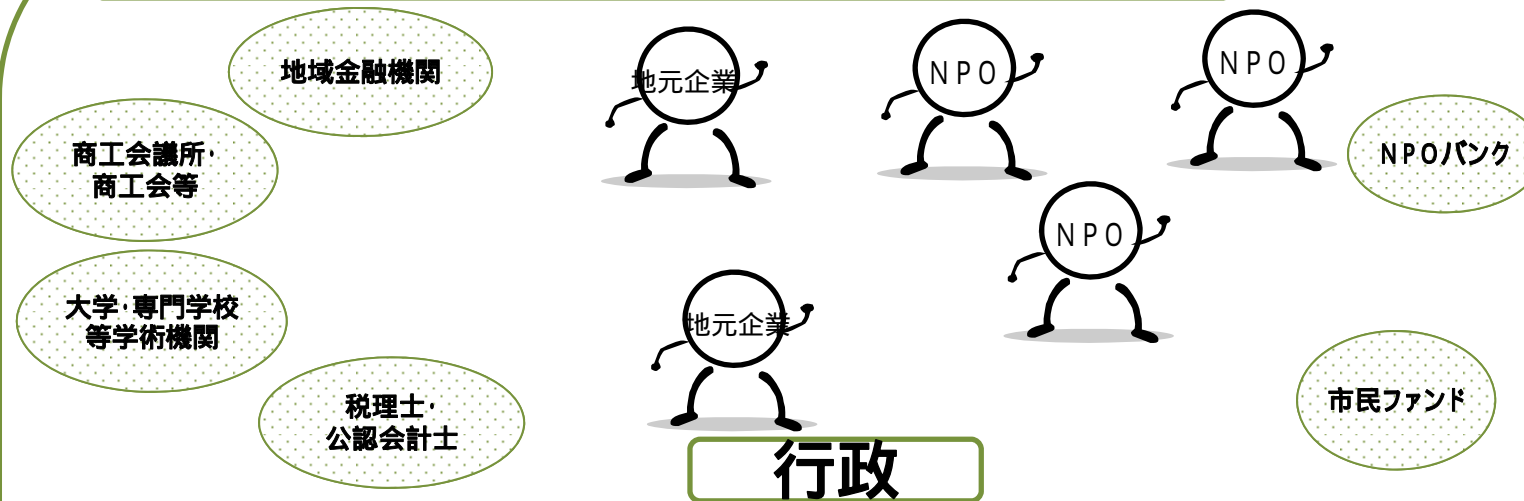 地域金融機関
地元企業
NPO
NPO
商工会議所・
商工会等
NPOバンク
NPO
大学・専門学校
等学術機関
地元企業
税理士・
公認会計士
市民ファンド
行政